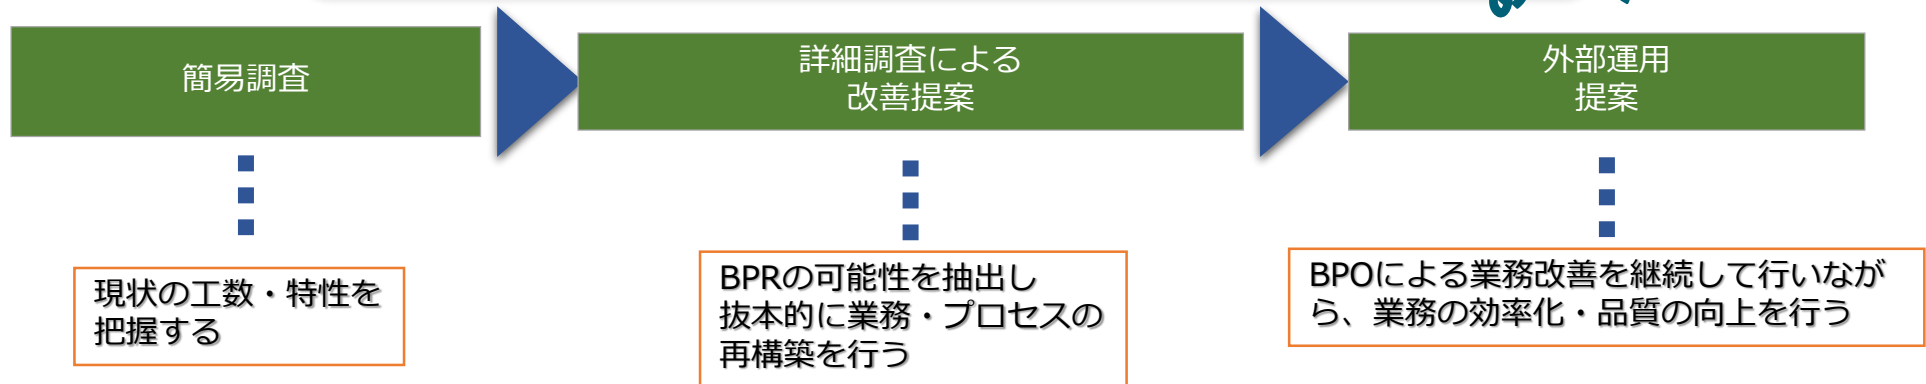 簡易調査
詳細調査による
改善提案
外部運用
提案
現状の工数・特性を
把握する
BPRの可能性を抽出し
抜本的に業務・プロセスの
再構築を行う
BPOによる業務改善を継続して行いなが
ら、業務の効率化・品質の向上を行う